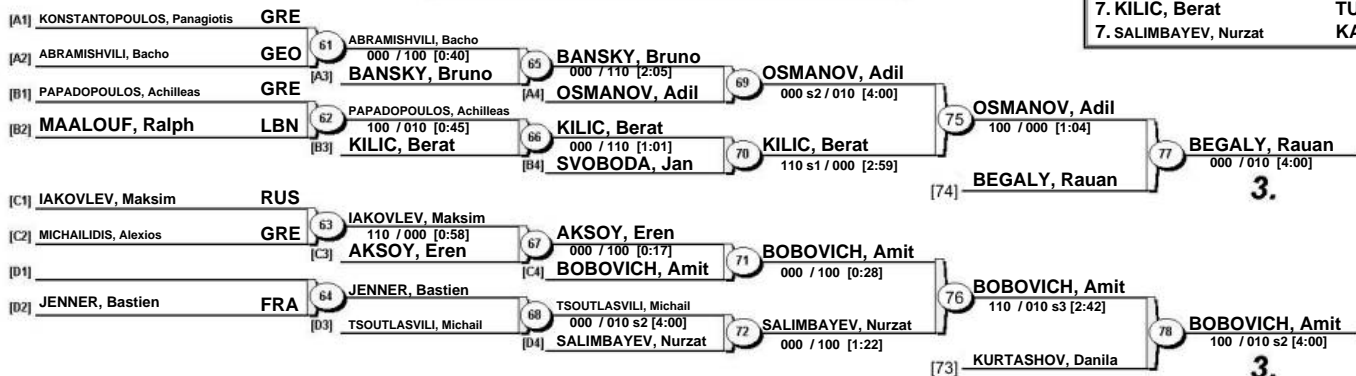 7. KILIC, Berat TU
7. SALIMBAYEV, Nurzat KA
[A1] KONSTANTOPOULOS, Panagiotis GRE
[A2] ABRAMISHVILI, Bacho GEO
61
ABRAMISHVILI, Bacho
000 / 100 [0:40]
[A3] BANSKY, Bruno
65
BANSKY, Bruno
000 / 110 [2:05]
[A4] OSMANOV, Adil
69
OSMANOV, Adil
000 s2 / 010 [4:00]
[B1] PAPADOPOULOS, Achilleas GRE
[B2] MAALOUF, Ralph LBN
62
PAPADOPOULOS, Achilleas
100 / 010 [0:45]
[B3] KILIC, Berat
66
KILIC, Berat
000 / 110 [1:01]
[B4] SVOBODA, Jan
70
KILIC, Berat
110 s1 / 000 [2:59]
75
OSMANOV, Adil
100 / 000 [1:04]
[74] BEGALY, Rauan
77
BEGALY, Rauan
000 / 010 [4:00]
3.
[C1] IAKOVLEV, Maksim RUS
[C2] MICHAILIDIS, Alexios GRE
63
IAKOVLEV, Maksim
110 / 000 [0:58]
[C3] AKSOY, Eren
67
AKSOY, Eren
000 / 100 [0:17]
[C4] BOBOVICH, Amit
71
BOBOVICH, Amit
000 / 100 [0:28]
[D1]
[D2] JENNER, Bastien FRA
64
JENNER, Bastien
[D3] TSOUTLASVILI, Michail
68
TSOUTLASVILI, Michail
000 / 010 s2 [4:00]
[D4] SALIMBAYEV, Nurzat
72
SALIMBAYEV, Nurzat
000 / 100 [1:22]
76
BOBOVICH, Amit
110 / 010 s3 [2:42]
[73] KURTASHOV, Danila
78
BOBOVICH, Amit
100 / 010 s2 [4:00]
3.